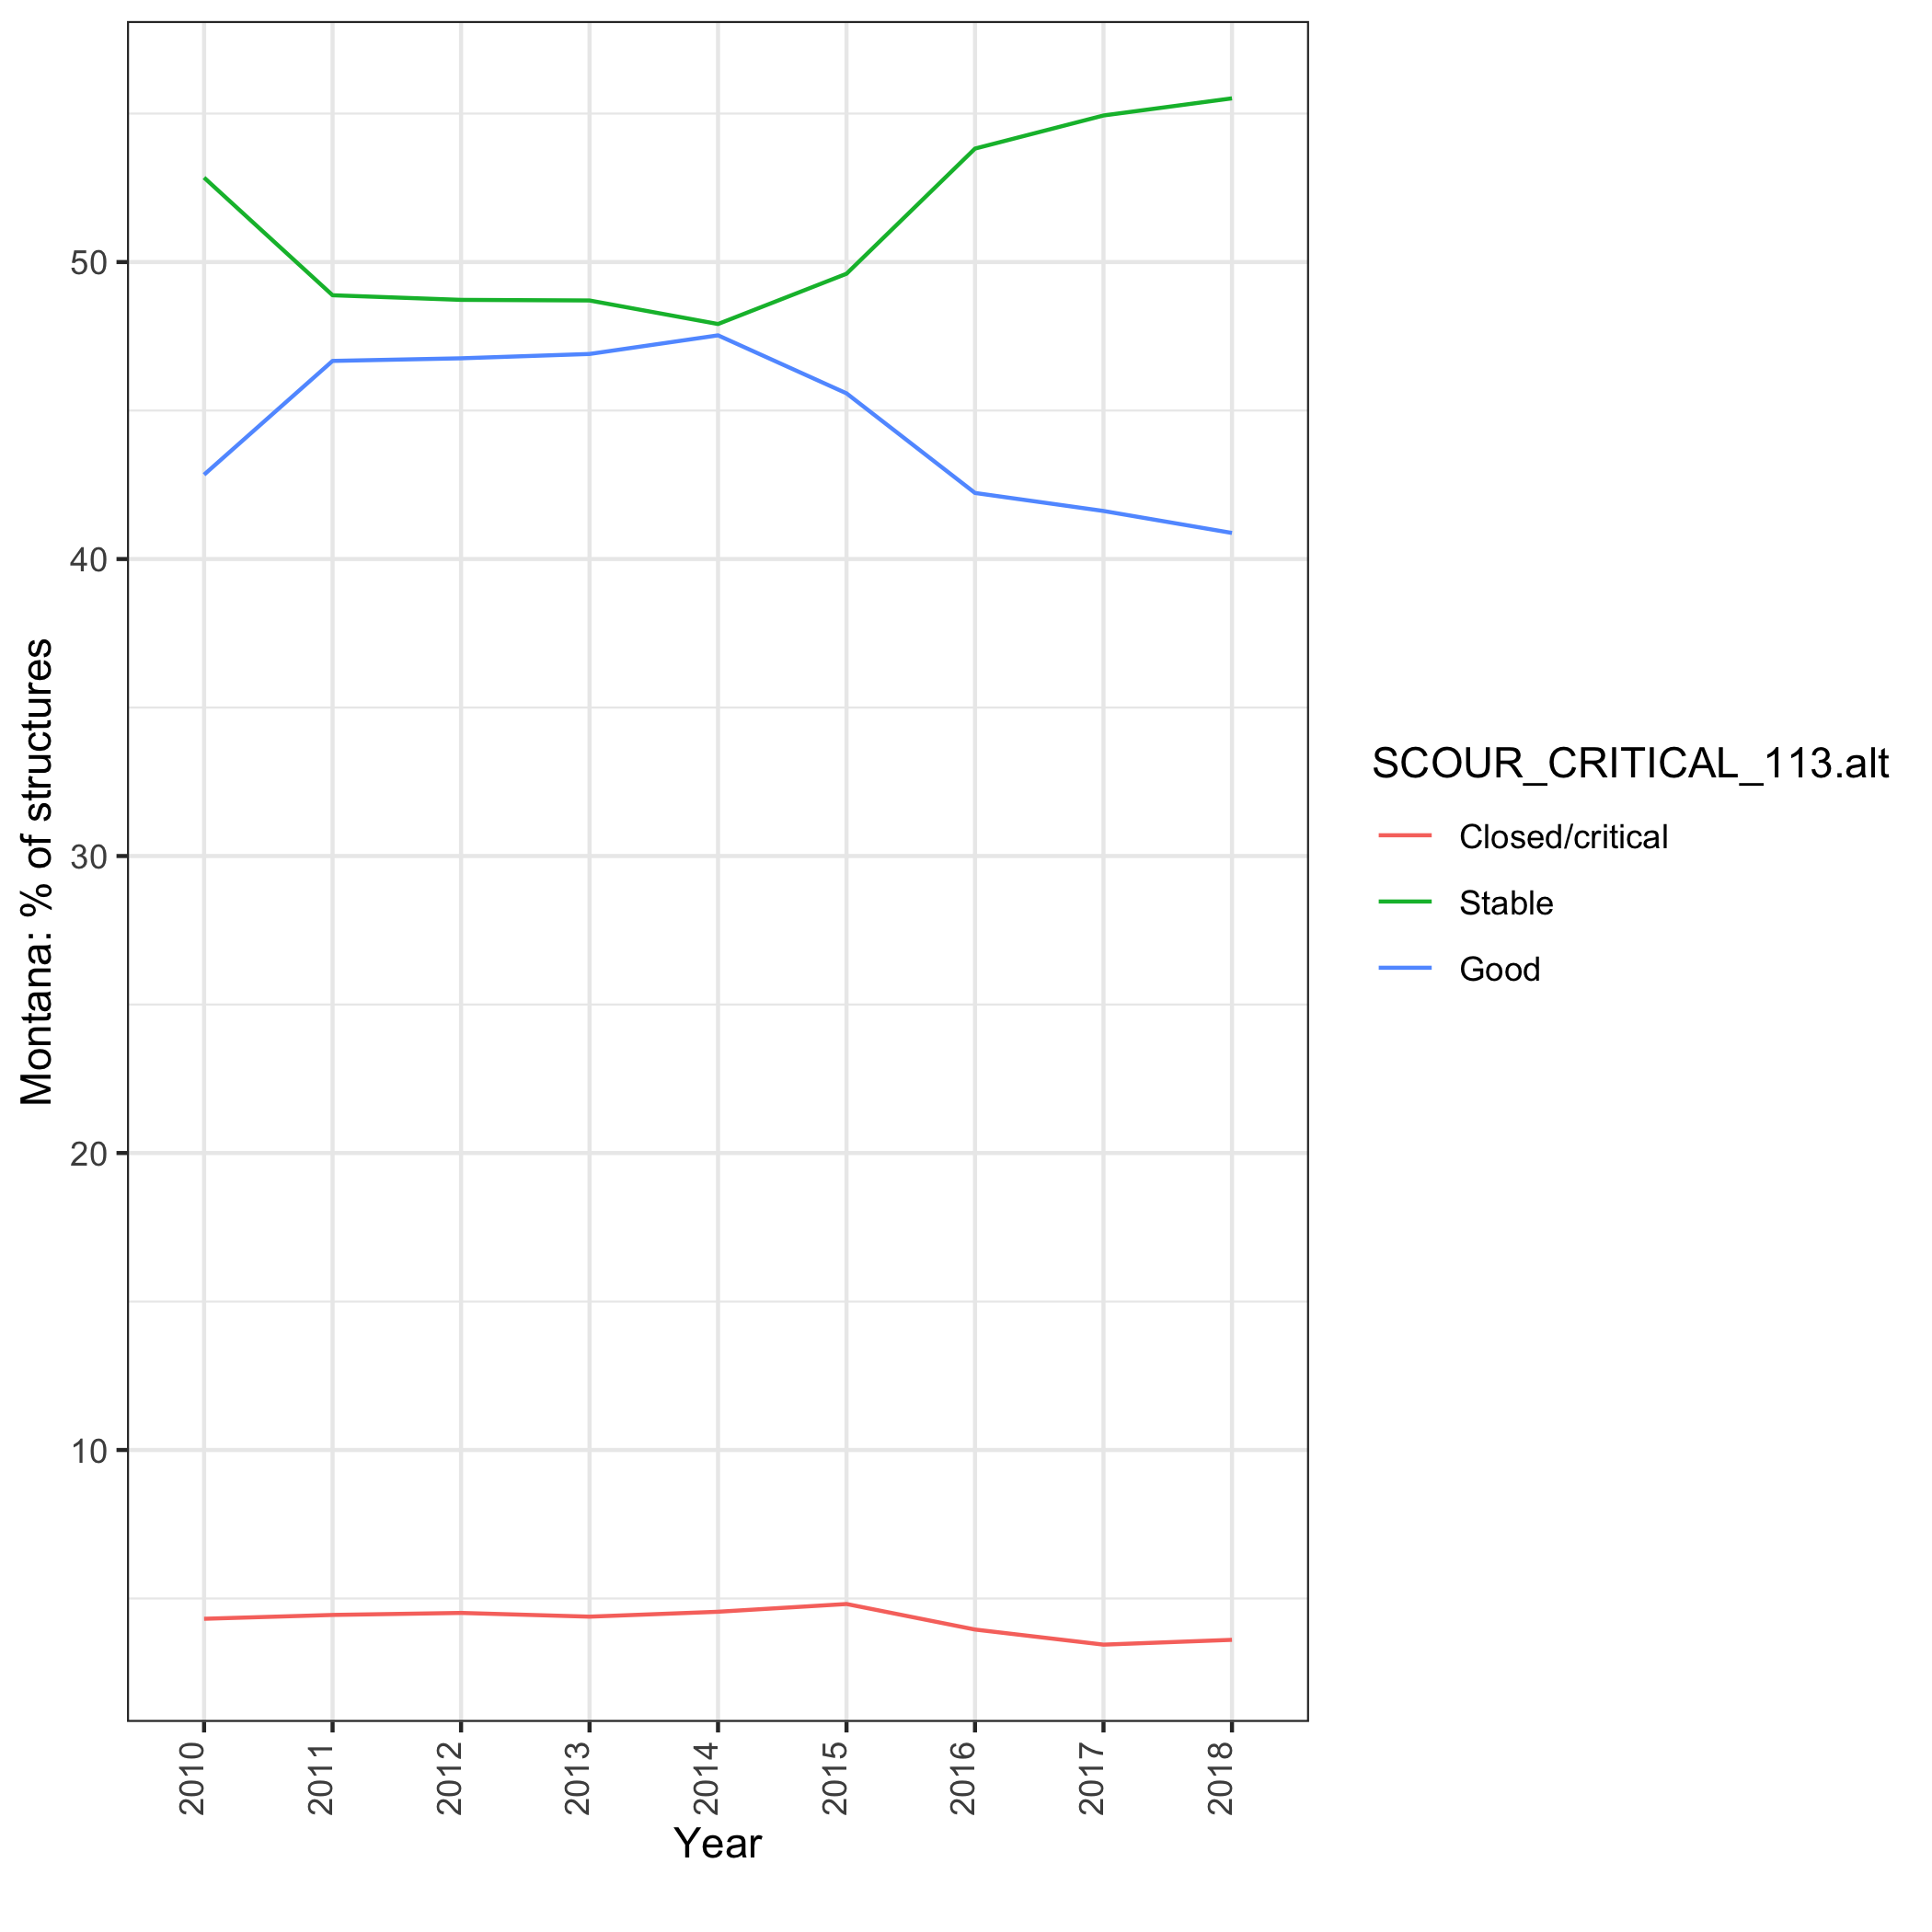 Montana: % of structures
50
40
30
20
10
2010
2011
2012
2013
2014
2015
2016
2017
2018
Year
SCOUR_CRITICAL_113.alt
Closed/critical
Stable
Good